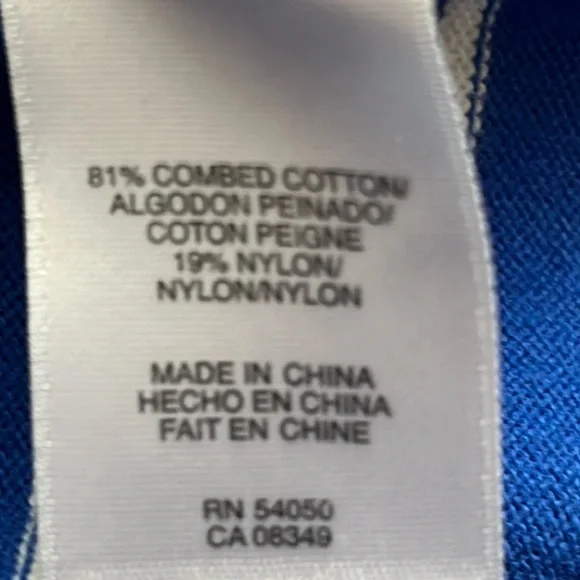 81% COMBED COTTON/
ALGODON PEINADO/
COTON PEIGNE
19% NYLON/
NYLON/NYLON
MADE IN CHINA
HECHO EN CHINA
FAIT EN CHINE
RN 54050
CA 08349